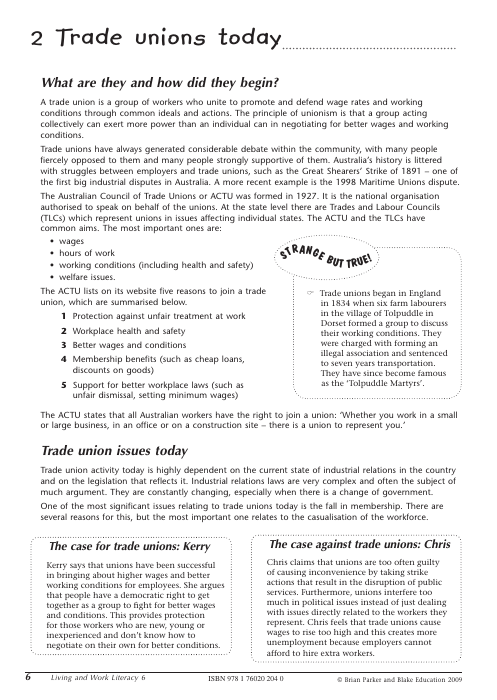 2 Trade unions today
What are they and how did they begin?
A trade union is a group of workers who unite to promote and defend wage rates and working
conditions through common ideals and actions. The principle of unionism is that a group acting
collectively can exert more power than an individual can in negotiating for better wages and working
conditions.
Trade unions have always generated considerable debate within the community, with many people
fiercely opposed to them and many people strongly supportive of them. Australia's history is littered
with struggles between employers and trade unions, such as the Great Shearers' Strike of 1891 – one of
the first big industrial disputes in Australia. A more recent example is the 1998 Maritime Unions dispute.
The Australian Council of Trade Unions or ACTU was formed in 1927. It is the national organisation
authorised to speak on behalf of the unions. At the state level there are Trades and Labour Councils
(TLCs) which represent unions in issues affecting individual states. The ACTU and the TLCs have
common aims. The most important ones are:
• wages
• hours of work
• working conditions (including health and safety)
• welfare issues.
The ACTU lists on its website five reasons to join a trade
union, which are summarised below.
1 Protection against unfair treatment at work
2 Workplace health and safety
3 Better wages and conditions
4 Membership benefits (such as cheap loans,
discounts on goods)
5 Support for better workplace laws (such as
unfair dismissal, setting minimum wages)
STRANGE BUT TRUE!
☞ Trade unions began in England
in 1834 when six farm labourers
in the village of Tolpuddle in
Dorset formed a group to discuss
their working conditions. They
were charged with forming an
illegal association and sentenced
to seven years transportation.
They have since become famous
as the 'Tolpuddle Martyrs'.
The ACTU states that all Australian workers have the right to join a union: 'Whether you work in a small
or large business, in an office or on a construction site – there is a union to represent you.'
Trade union issues today
Trade union activity today is highly dependent on the current state of industrial relations in the country
and on the legislation that reflects it. Industrial relations laws are very complex and often the subject of
much argument. They are constantly changing, especially when there is a change of government.
One of the most significant issues relating to trade unions today is the fall in membership. There are
several reasons for this, but the most important one relates to the casualisation of the workforce.
The case for trade unions: Kerry
Kerry says that unions have been successful
in bringing about higher wages and better
working conditions for employees. She argues
that people have a democratic right to get
together as a group to fight for better wages
and conditions. This provides protection
for those workers who are new, young or
inexperienced and don't know how to
negotiate on their own for better conditions.
The case against trade unions: Chris
Chris claims that unions are too often guilty
of causing inconvenience by taking strike
actions that result in the disruption of public
services. Furthermore, unions interfere too
much in political issues instead of just dealing
with issues directly related to the workers they
represent. Chris feels that trade unions cause
wages to rise too high and this creates more
unemployment because employers cannot
afford to hire extra workers.
6 Living and Work Literacy 6 ISBN 978 1 76020 204 0 © Brian Parker and Blake Education 2009